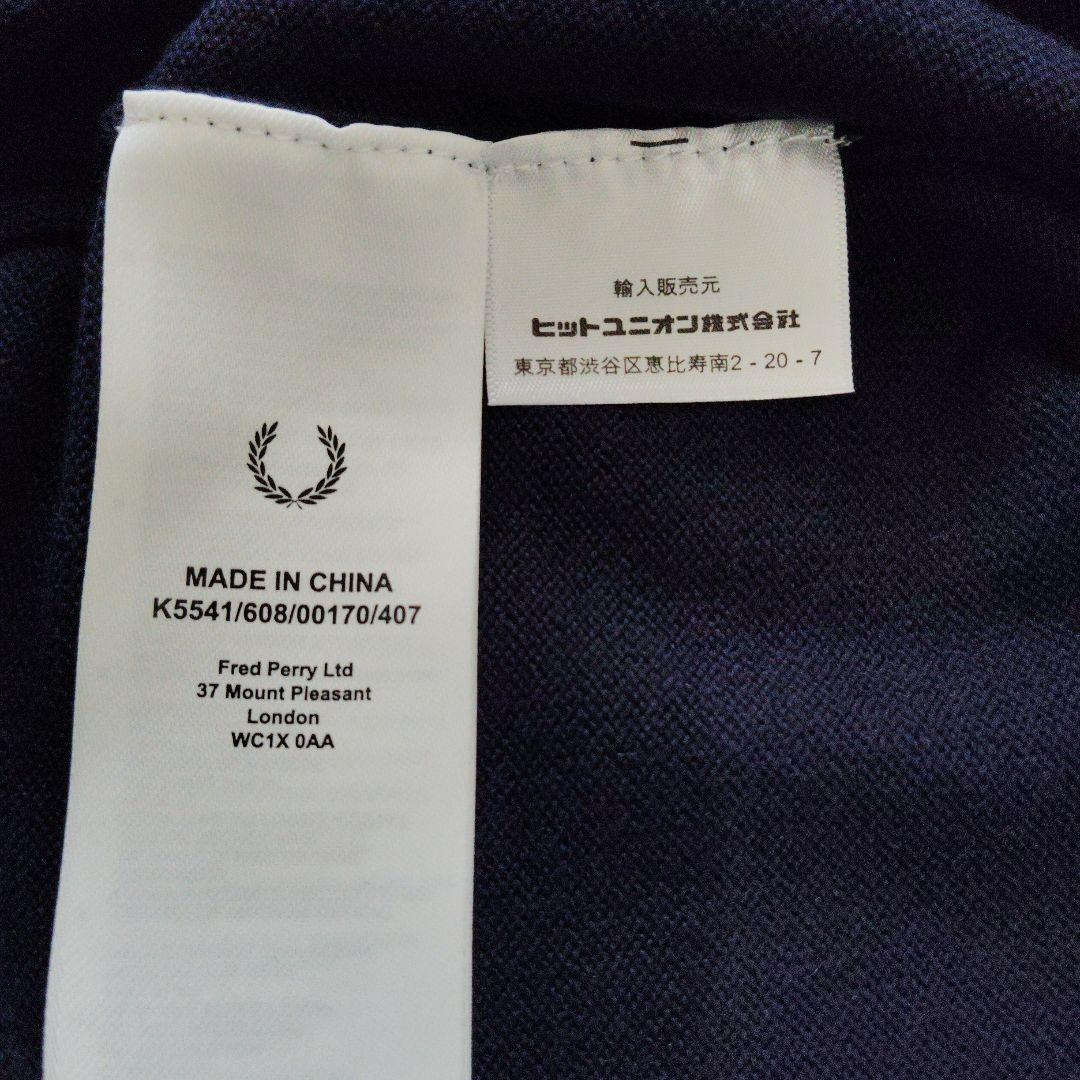 MADE IN CHINA
K5541/608/00170/407
Fred Perry Ltd
37 Mount Pleasant
London
WC1X 0AA
輸入販売元
ヒットユニオン株式会社
東京都渋谷区恵比寿南2-20-7